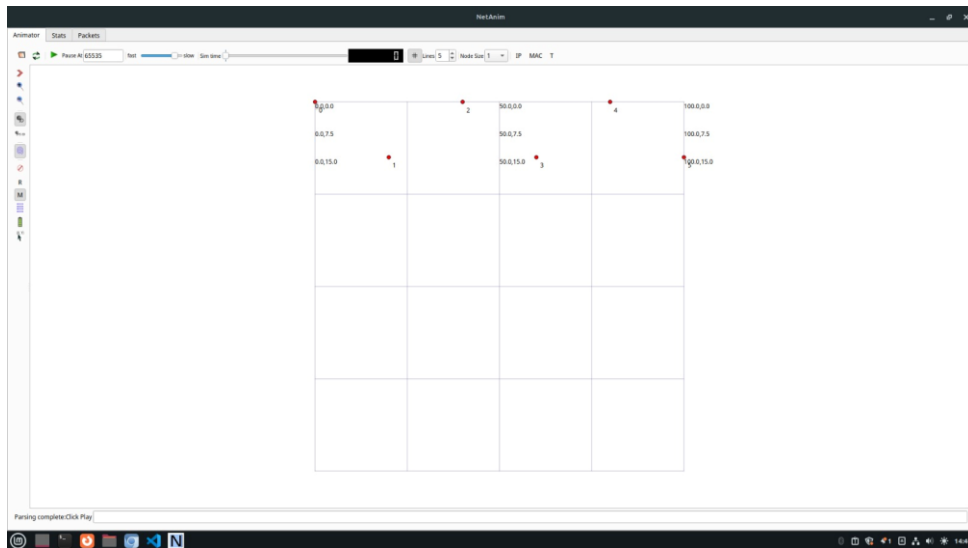 NetAnim
Animator Stats Packets
Pause At 65535 fast slow Sim time 0 Lines 5 Node Size 1 IP MAC T
0.0,0.0 50.0,0.0 100.0,0.0
0 2 4
0.0,7.5 50.0,7.5 100.0,7.5
0.0,15.0 50.0,15.0 100.0,15.0
1 3 5
R
M
Parsing complete:Click Play
N